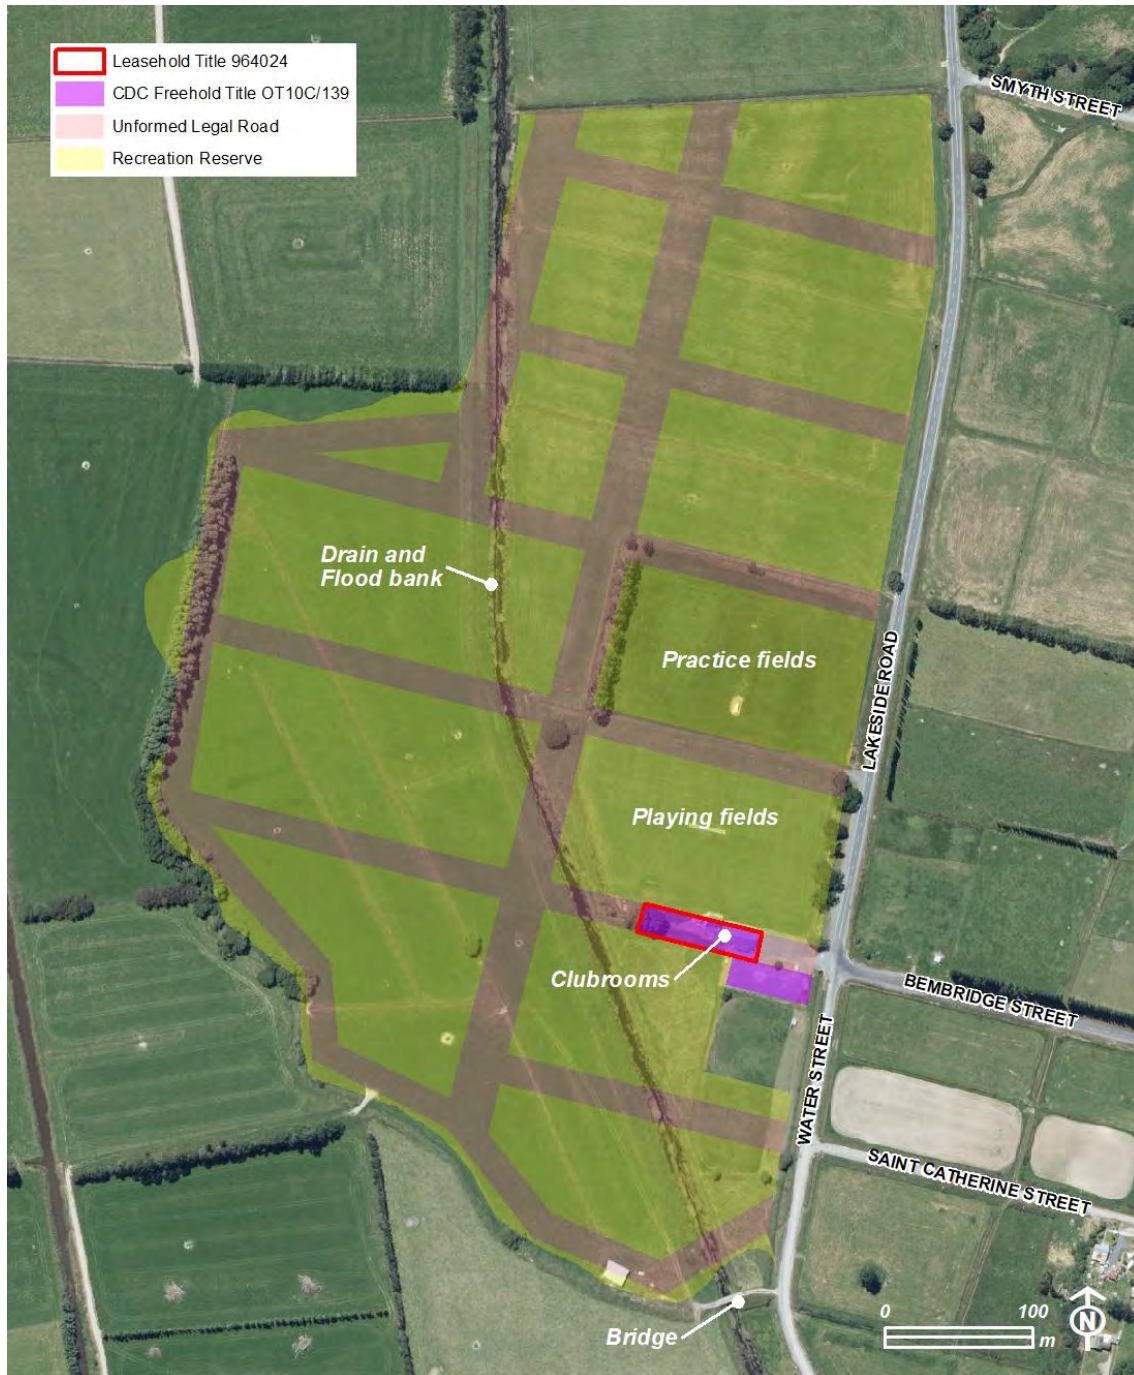 Leasehold Title 964024
CDC Freehold Title OT10C/139
Unformed Legal Road
Recreation Reserve
SMYTH STREET
Drain and
Flood bank
Practice fields
LAKESIDE ROAD
Playing fields
Clubrooms
BEMBRIDGE STREET
WATER STREET
SAINT CATHERINE STREET
Bridge
0 100
m
N